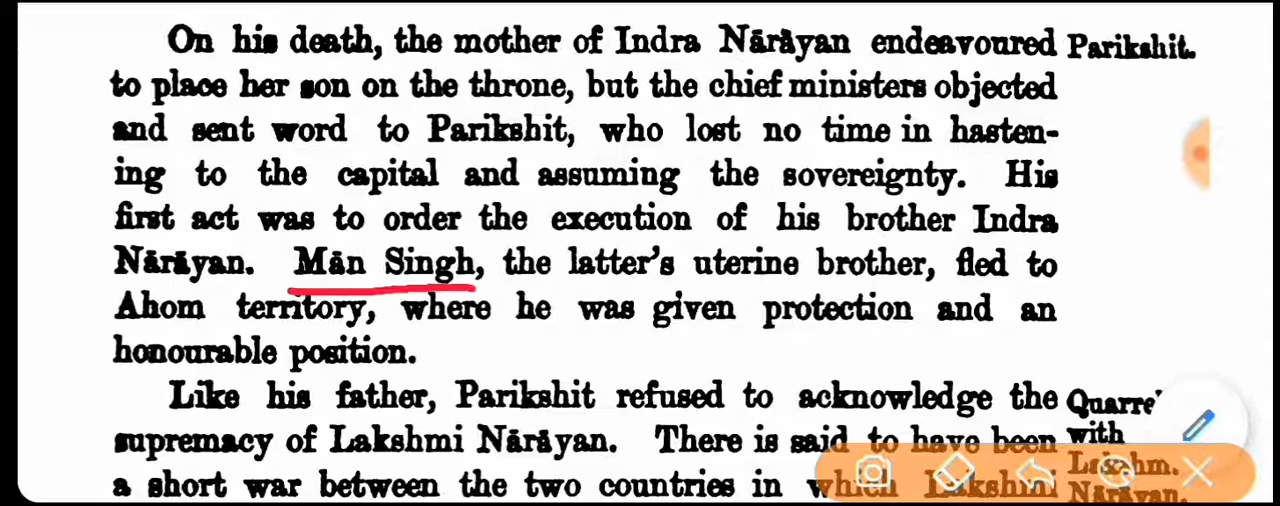 On his death, the mother of Indra Nārāyan endeavoured Parikshit.
to place her son on the throne, but the chief ministers objected
and sent word to Parikshit, who lost no time in hasten-
ing to the capital and assuming the sovereignty. His
first act was to order the execution of his brother Indra
Nārāyan. Mān Singh, the latter's uterine brother, fled to
Ahom territory, where he was given protection and an
honourable position.
Like his father, Parikshit refused to acknowledge the
supremacy of Lakshmi Nārāyan. There is said to have been with
a short war between the two countries in which Lakshmi Nārāyan.